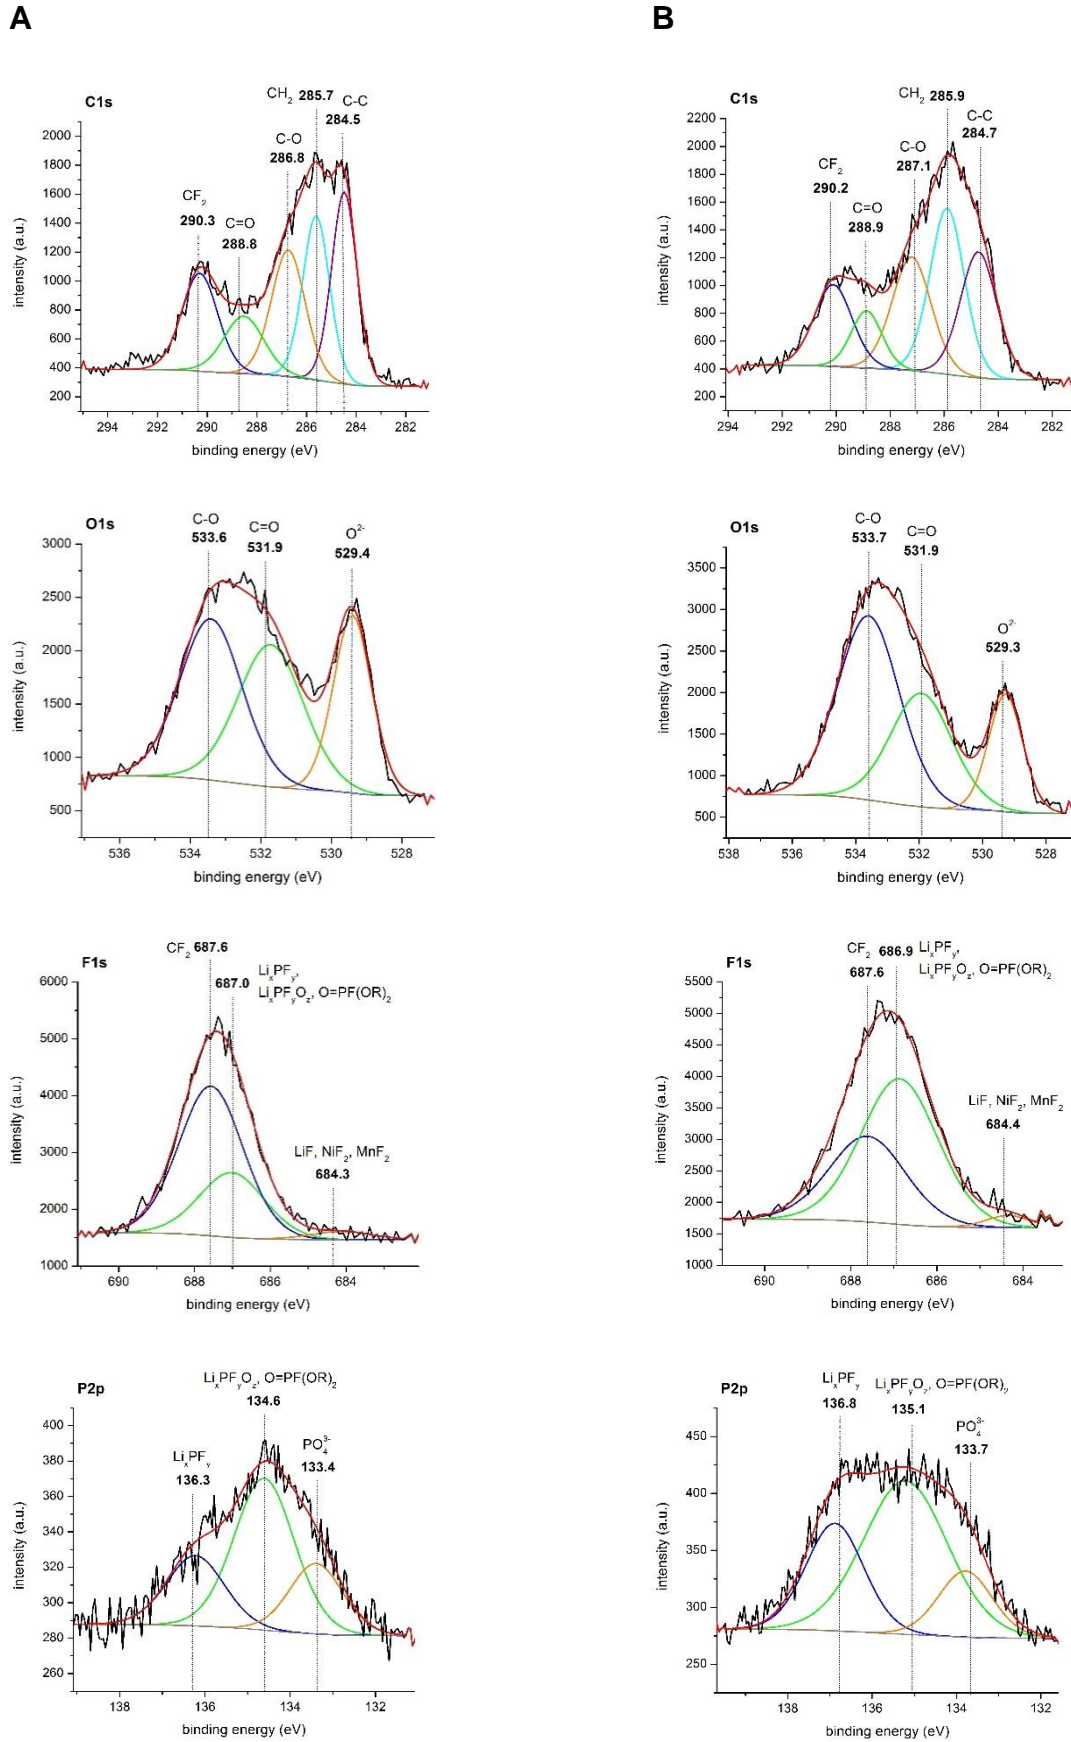 A
B
C1s
CH2 285.7
C-C
284.5
C-O
286.8
CF2
290.3
C=O
288.8
intensity (a.u.)
2000
1800
1600
1400
1200
1000
800
600
400
200
294 292 290 288 286 284 282
binding energy (eV)
C1s
CH2 285.9
C-C
284.7
C-O
287.1
CF2
290.2
C=O
288.9
intensity (a.u.)
2200
2000
1800
1600
1400
1200
1000
800
600
400
200
294 292 290 288 286 284 282
binding energy (eV)
O1s
C-O
533.6
C=O
531.9
O2-
529.4
intensity (a.u.)
3000
2500
2000
1500
1000
500
536 534 532 530 528
binding energy (eV)
O1s
C-O
533.7
C=O
531.9
O2-
529.3
intensity (a.u.)
3500
3000
2500
2000
1500
1000
500
538 536 534 532 530 528
binding energy (eV)
F1s
CF2 687.6
687.0
LixPFy,
LixPFyOz, O=PF(OR)2
LiF, NiF2, MnF2
684.3
intensity (a.u.)
6000
5000
4000
3000
2000
1000
690 688 686 684
binding energy (eV)
F1s
CF2 686.9 LixPFy,
687.6 LixPFyOz, O=PF(OR)2
LiF, NiF2, MnF2
684.4
intensity (a.u.)
5500
5000
4500
4000
3500
3000
5500
2000
1500
1000
690 688 686 684
binding energy (eV)
P2p
LixPFyOz, O=PF(OR)2
134.6
LixPFy
136.3
PO43-
133.4
intensity (a.u.)
400
380
360
340
320
300
280
260
138 136 134 132
binding energy (eV)
P2p
LixPFy
136.8
LixPFyOz, O=PF(OR)2
135.1
PO43-
133.7
intensity (a.u.)
450
400
350
300
250
138 136 134 132
binding energy (eV)